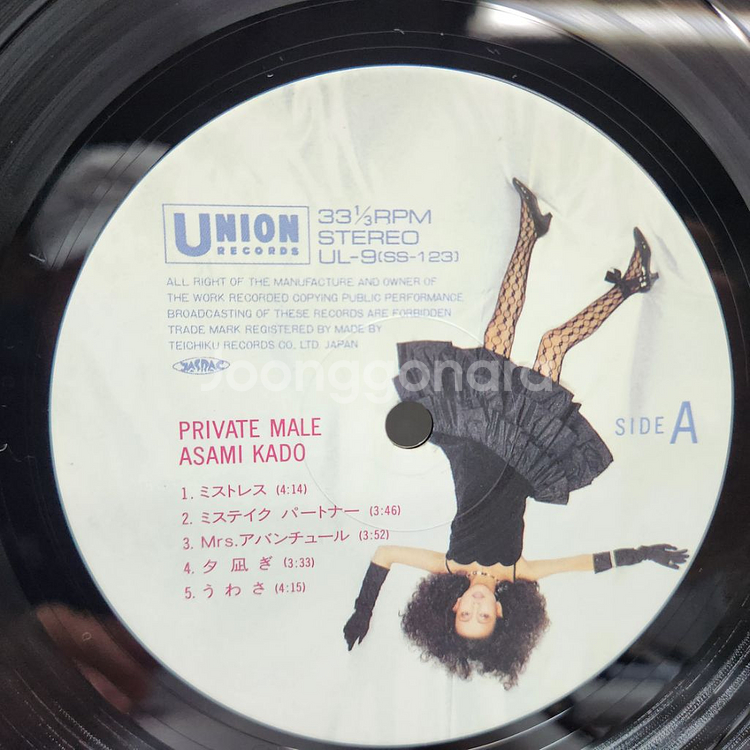 UNION
RECORDS
33 1/3 RPM
STEREO
UL-9(SS-123)
ALL RIGHT OF THE MANUFACTURE AND OWNER OF
THE WORK RECORDED COPYING PUBLIC PERFORMANCE
BROADCASTING OF THESE RECORDS ARE FORBIDDEN
TRADE MARK REGISTERED BY MADE BY
TEICHIKU RECORDS CO., LTD. JAPAN
JASRAC
joonggonara
PRIVATE MALE
ASAMI KADO
SIDE A
1. ミストレス (4:14)
2. ミステイク パートナー (3:46)
3. Mrs.アバンチュール (3:52)
4. 夕 凪 ぎ (3:33)
5. う わ さ (4:15)